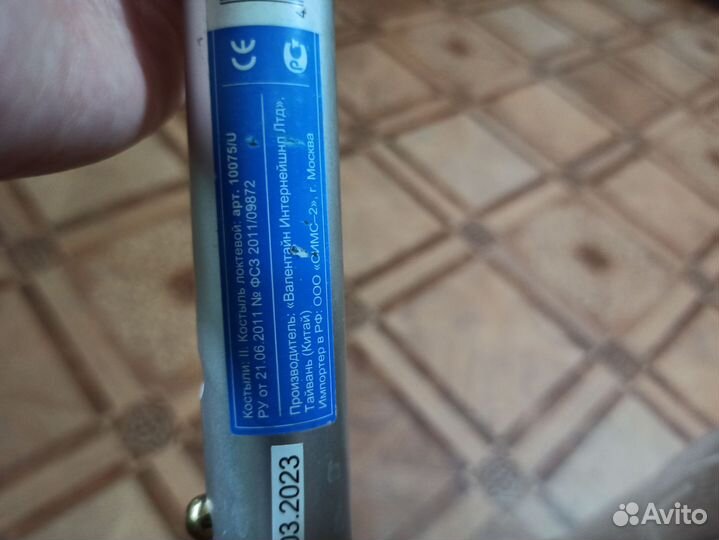 Костыли: II. Костыль локтевой: арт. 10075/U
РУ от 21.06.2011 № ФСЗ 2011/09872
Производитель: «Валентайн Интернейшнл Лтд»,
Тайвань (Китай)
Импортер в РФ: ООО «СИМС–2», г. Москва
CE
РСТ
03.2023
Avito